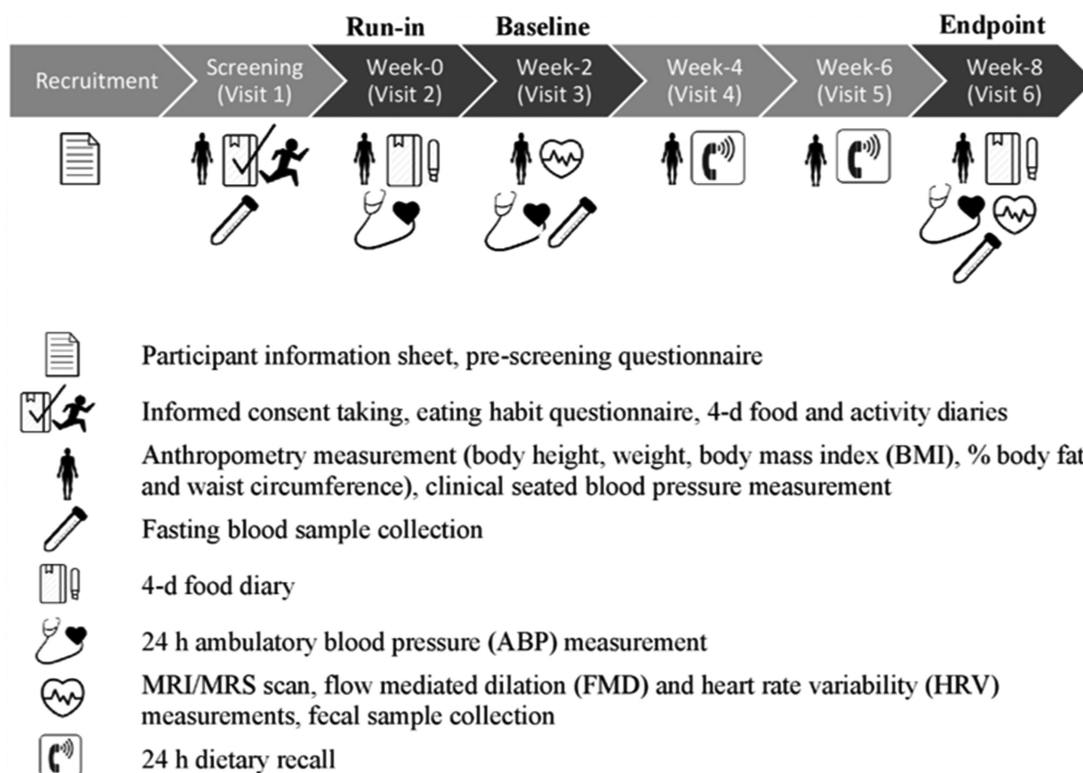 Run-in Baseline Endpoint
Recruitment
Screening
(Visit 1)
Week-0
(Visit 2)
Week-2
(Visit 3)
Week-4
(Visit 4)
Week-6
(Visit 5)
Week-8
(Visit 6)
Participant information sheet, pre-screening questionnaire
Informed consent taking, eating habit questionnaire, 4-d food and activity diaries
Anthropometry measurement (body height, weight, body mass index (BMI), % body fat
and waist circumference), clinical seated blood pressure measurement
Fasting blood sample collection
4-d food diary
24 h ambulatory blood pressure (ABP) measurement
MRI/MRS scan, flow mediated dilation (FMD) and heart rate variability (HRV)
measurements, fecal sample collection
24 h dietary recall